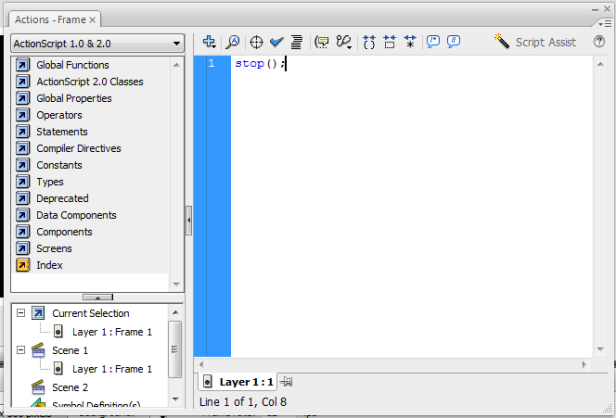 Actions - Frame ×
ActionScript 1.0 & 2.0
Script Assist
Global Functions
ActionScript 2.0 Classes
Global Properties
Operators
Statements
Compiler Directives
Constants
Types
Deprecated
Data Components
Components
Screens
Index
1 stop();
Current Selection
Layer 1 : Frame 1
Scene 1
Layer 1 : Frame 1
Scene 2
Symbol Definition(s)
Layer 1 : 1
Line 1 of 1, Col 8